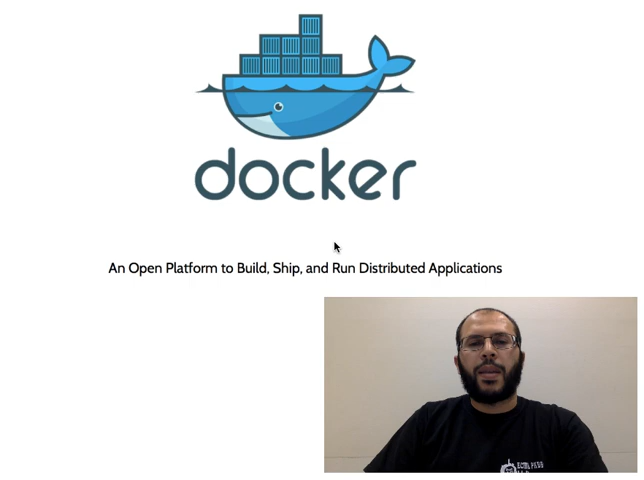 docker
An Open Platform to Build, Ship, and Run Distributed Applications